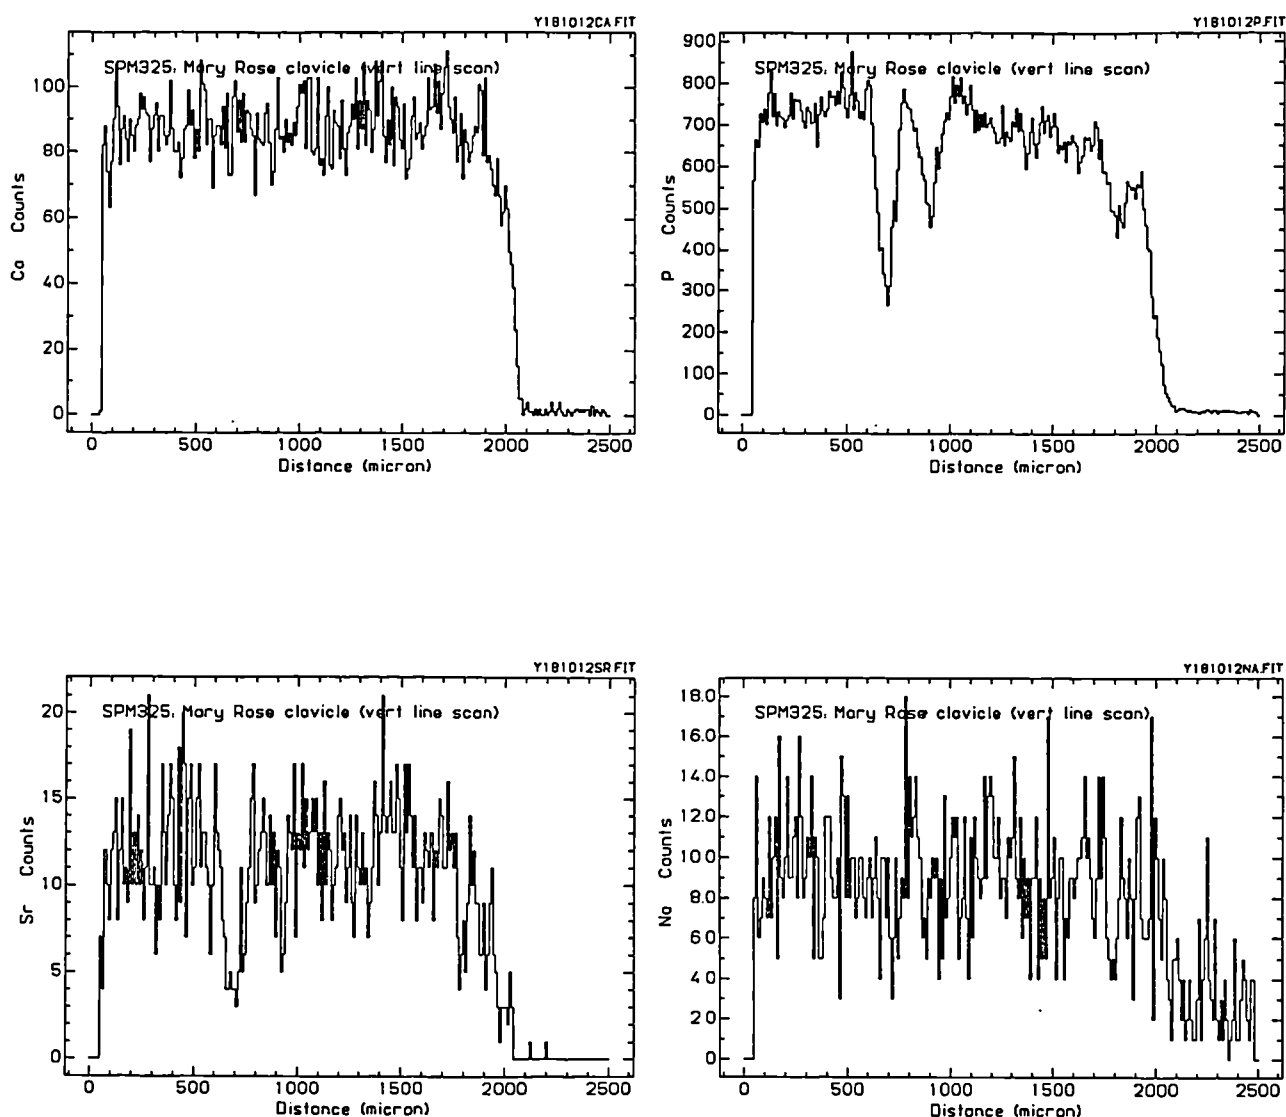 Y181012CA.FIT
SPM325: Mary Rose clavicle (vert line scan)
Ca Counts
100
80
60
40
20
0
0 500 1000 1500 2000 2500
Distance (micron)
Y181012P.FIT
SPM325: Mary Rose clavicle (vert line scan)
P Counts
900
800
700
600
500
400
300
200
100
0
0 500 1000 1500 2000 2500
Distance (micron)
Y181012SR.FIT
SPM325: Mary Rose clavicle (vert line scan)
Sr Counts
20
15
10
5
0
0 500 1000 1500 2000 2500
Distance (micron)
Y181012NA.FIT
SPM325: Mary Rose clavicle (vert line scan)
Na Counts
18.0
16.0
14.0
12.0
10.0
8.0
6.0
4.0
2.0
0
0 500 1000 1500 2000 2500
Distance (micron)